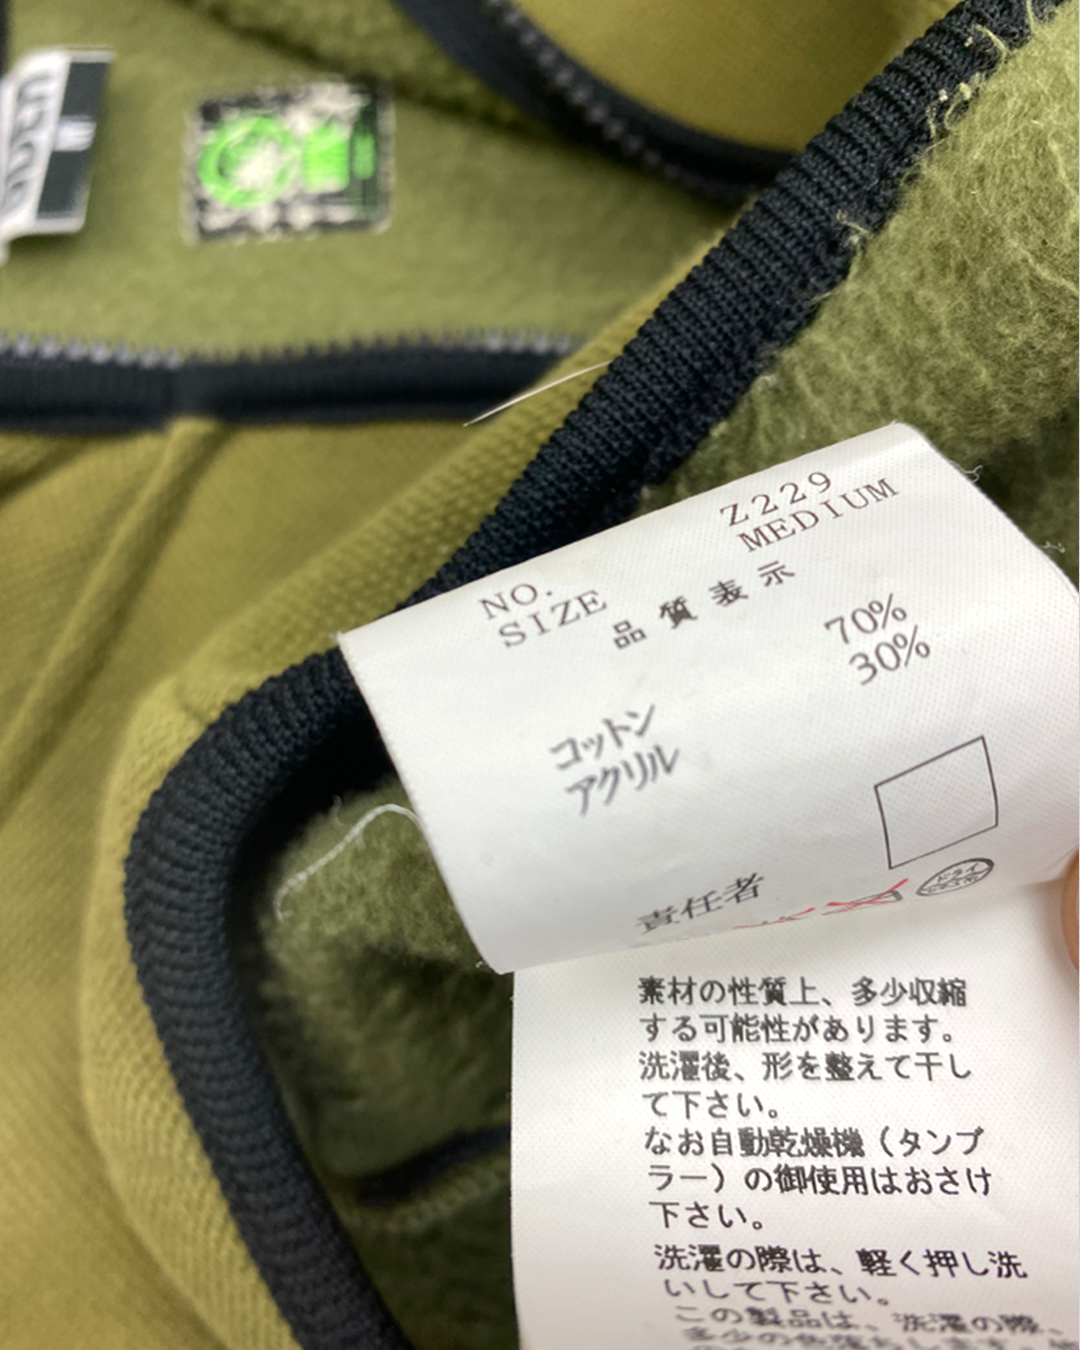 NO. Z229
SIZE MEDIUM
品質表示
コットン 70%
アクリル 30%
責任者
ドライ
素材の性質上、多少収縮
する可能性があります。
洗濯後、形を整えて干し
て下さい。
なお自動乾燥機（タンブ
ラー）の御使用はおさけ
下さい。
洗濯の際は、軽く押し洗
いして下さい。
この製品は、洗濯の際、